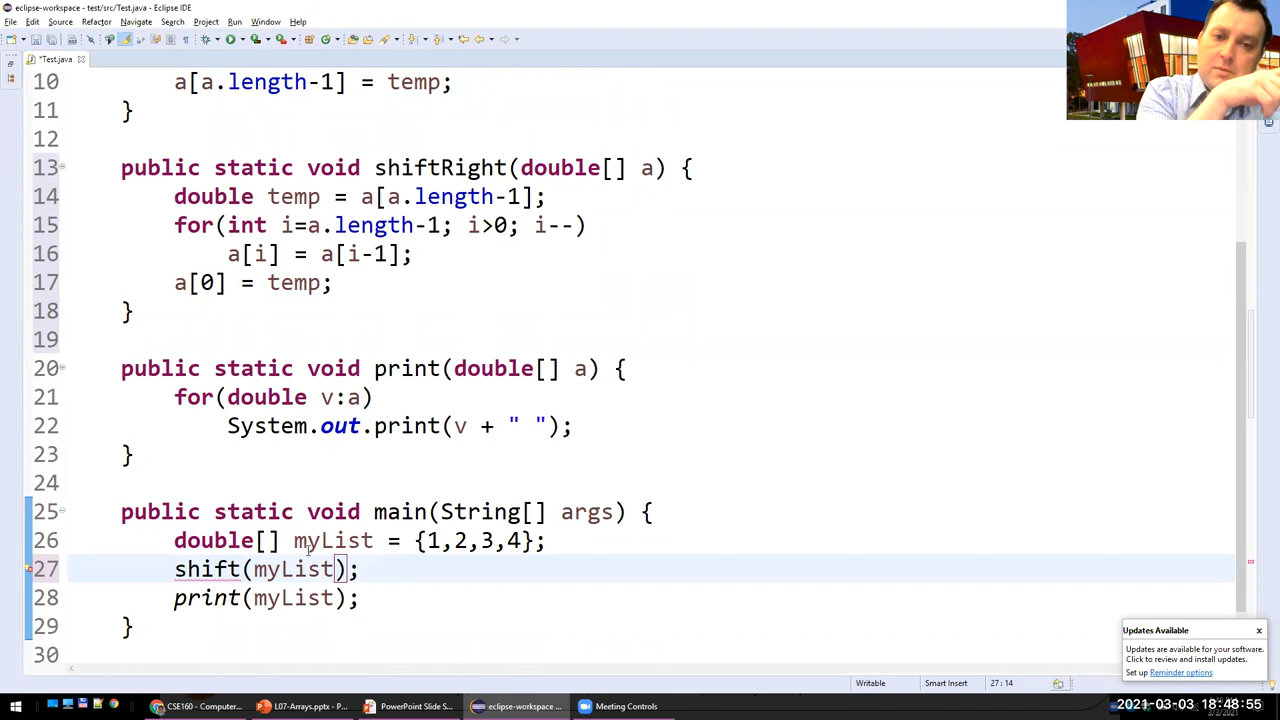 eclipse-workspace - test/src/Test.java - Eclipse IDE
File Edit Source Refactor Navigate Search Project Run Window Help
*Test.java
10 a[a.length-1] = temp;
11 }
12
13 public static void shiftRight(double[] a) {
14 double temp = a[a.length-1];
15 for(int i=a.length-1; i>0; i--)
16 a[i] = a[i-1];
17 a[0] = temp;
18 }
19
20 public static void print(double[] a) {
21 for(double v:a)
22 System.out.print(v + " ");
23 }
24
25 public static void main(String[] args) {
26 double[] myList = {1,2,3,4};
27 shift(myList);
28 print(myList);
29 }
30
Updates Available x
Updates are available for your software.
Click to review and install updates.
Set up Reminder options
Writable Smart Insert 27 : 14
CSE160 - Computer... L07-Arrays.pptx - P... PowerPoint Slide S... eclipse-workspace ... Meeting Controls
2021-03-03 18:48:55